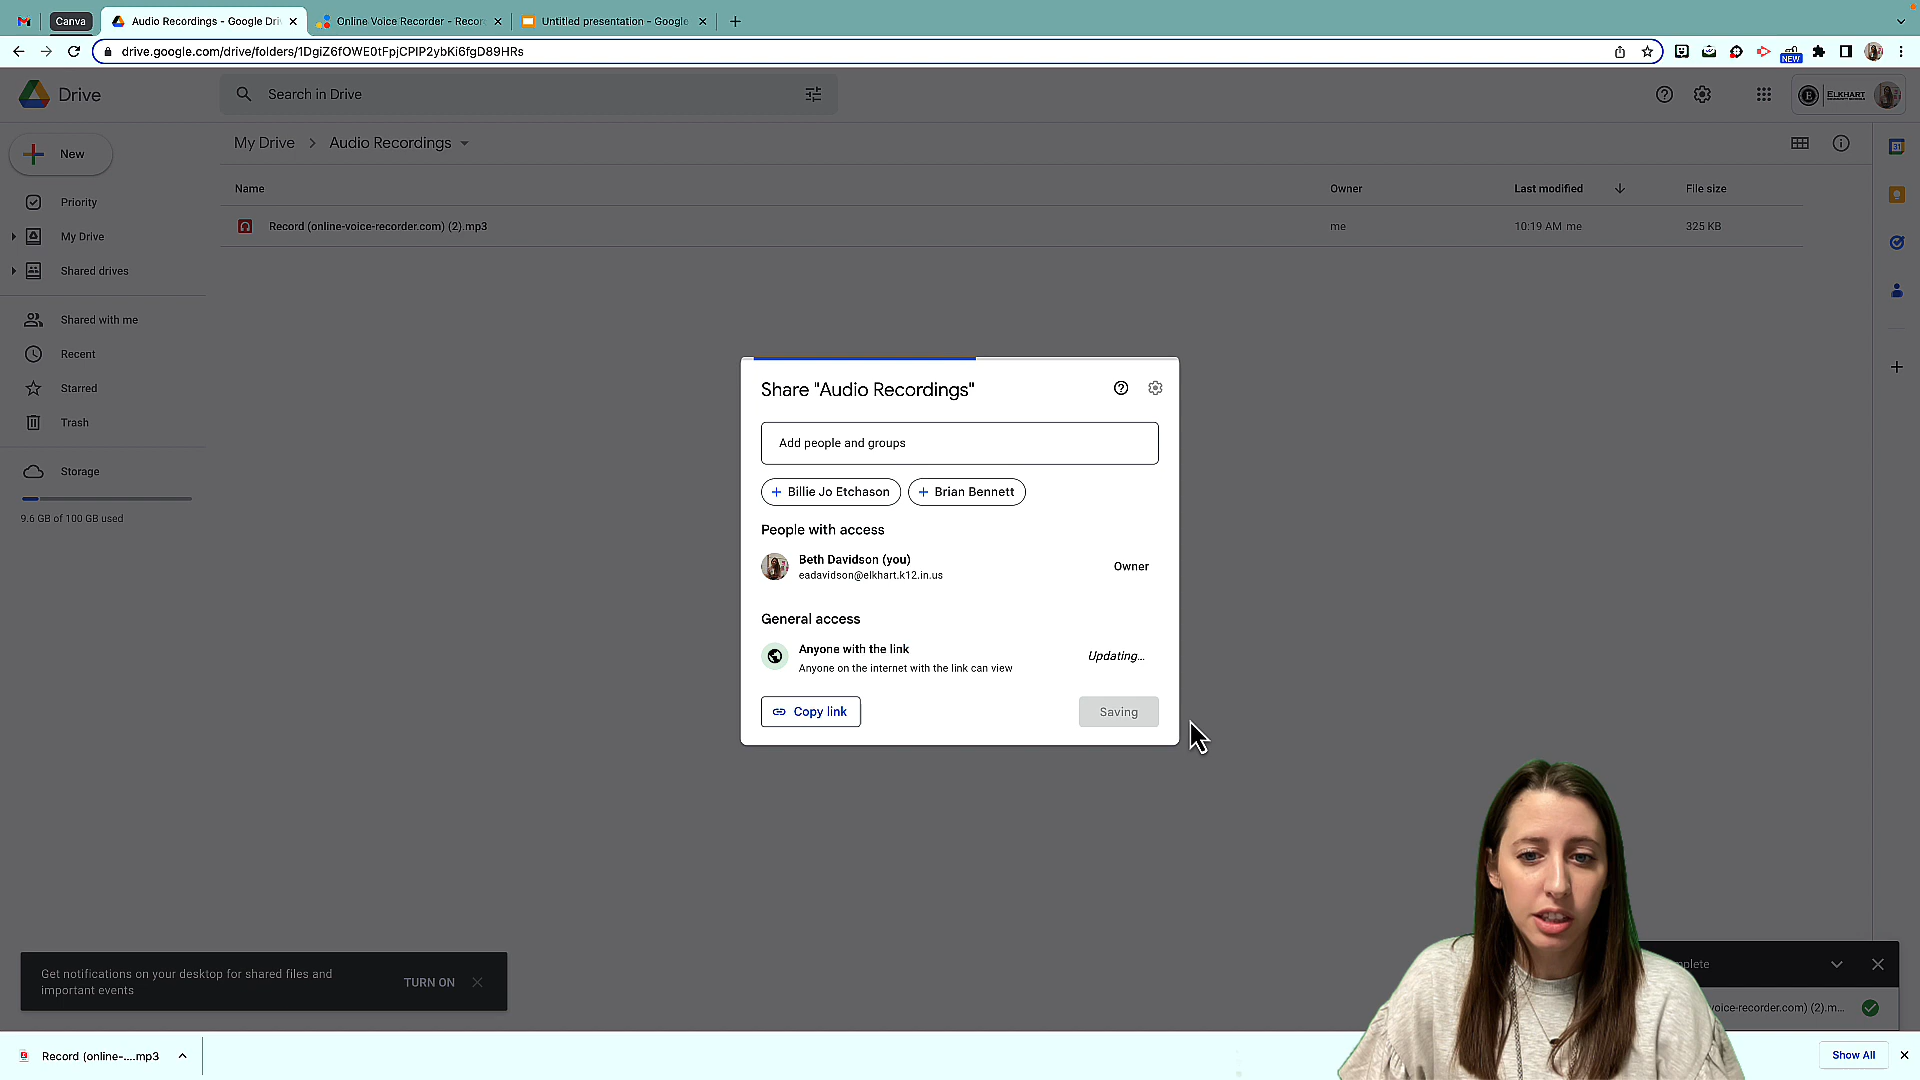 Canva
Audio Recordings - Google Dri
Online Voice Recorder - Recor
Untitled presentation - Google
drive.google.com/drive/folders/1DgiZ6fOWE0tFpjCPlP2ybKi6fgD89HRs
NEW
Drive
Search in Drive
ELKHART
New
My Drive
Audio Recordings
Name
Owner
Last modified
File size
Record (online-voice-recorder.com) (2).mp3
me
10:19 AM me
325 KB
Priority
My Drive
Shared drives
Shared with me
Recent
Starred
Trash
Storage
9.6 GB of 100 GB used
31
Share "Audio Recordings"
Add people and groups
Billie Jo Etchason
Brian Bennett
People with access
Beth Davidson (you)
eadavidson@elkhart.k12.in.us
Owner
General access
Anyone with the link
Anyone on the internet with the link can view
Updating...
Copy link
Saving
Get notifications on your desktop for shared files and
important events
TURN ON
mplete
voice-recorder.com) (2).m...
Record (online-....mp3
Show All